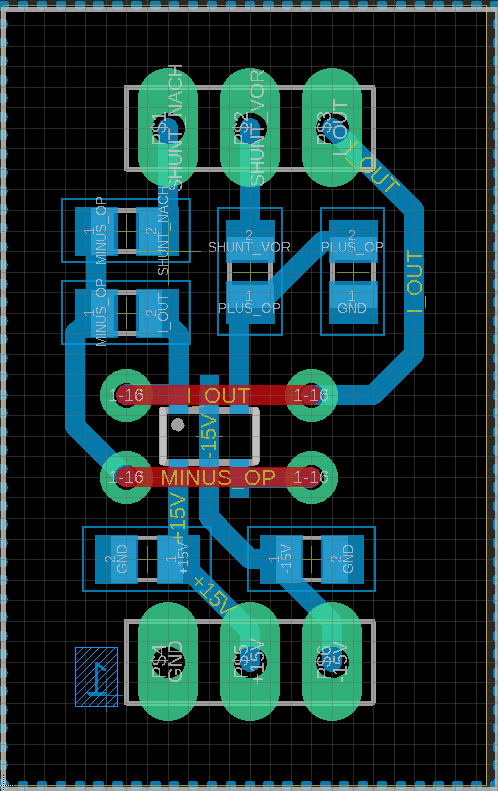 PS1
SHUNT_NACH
PS2
SHUNT_VOR
PS3
I_OUT
I_OUT
1
MINUS_OP
2
SHUNT_NACH
2
SHUNT_VOR
1
PLUS_OP
2
PLUS_OP
1
GND
I_OUT
1
MINUS_OP
2
I_OUT
1-16
I_OUT
1-16
-15V
1-16
MINUS_OP
1-16
+15V
2
GND
1
+15V
1
-15V
2
GND
+15V
PS4
GND
PS5
+15V
PS6
-15V
1